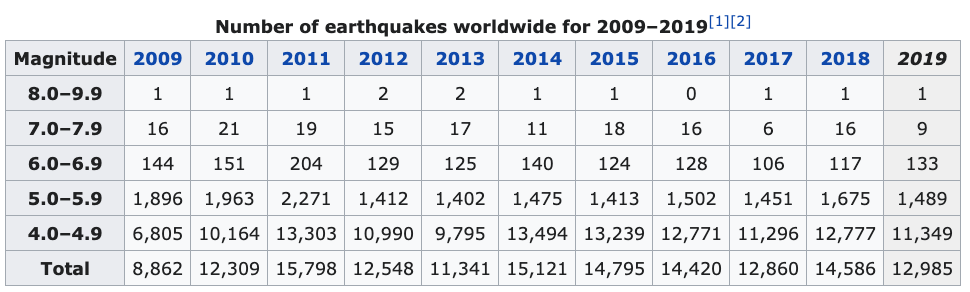 Number of earthquakes worldwide for 2009–2019[1][2]
Magnitude 2009 2010 2011 2012 2013 2014 2015 2016 2017 2018 2019
8.0–9.9 1 1 1 2 2 1 1 0 1 1 1
7.0–7.9 16 21 19 15 17 11 18 16 6 16 9
6.0–6.9 144 151 204 129 125 140 124 128 106 117 133
5.0–5.9 1,896 1,963 2,271 1,412 1,402 1,475 1,413 1,502 1,451 1,675 1,489
4.0–4.9 6,805 10,164 13,303 10,990 9,795 13,494 13,239 12,771 11,296 12,777 11,349
Total 8,862 12,309 15,798 12,548 11,341 15,121 14,795 14,420 12,860 14,586 12,985